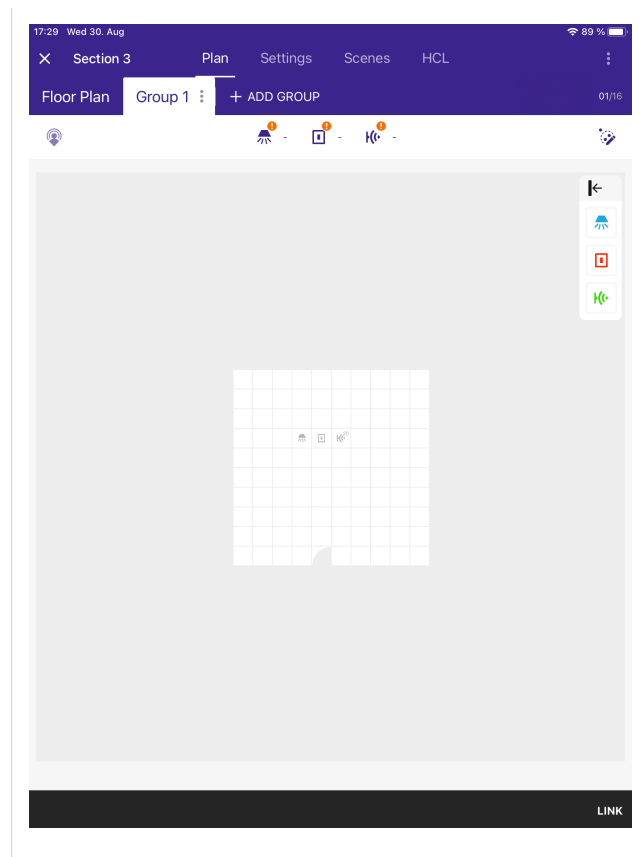 17:29 Wed 30. Aug 89 %
Section 3 Plan Settings Scenes HCL
Floor Plan Group 1 + ADD GROUP 01/16
- - -
LINK